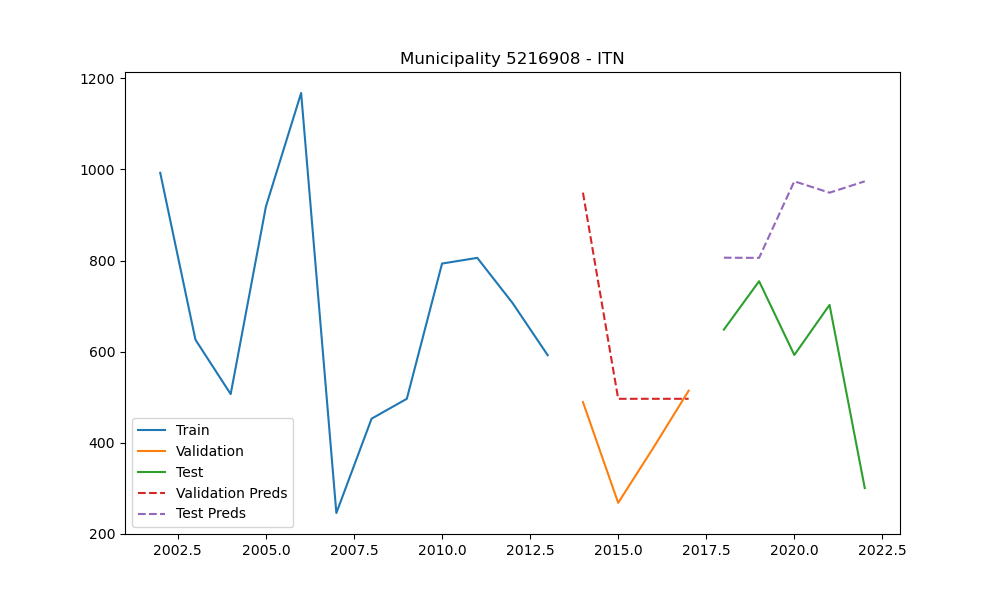 Municipality 5216908 - ITN
1200
1000
800
600
400
200
Train
Validation
Test
Validation Preds
Test Preds
2002.5 2005.0 2007.5 2010.0 2012.5 2015.0 2017.5 2020.0 2022.5